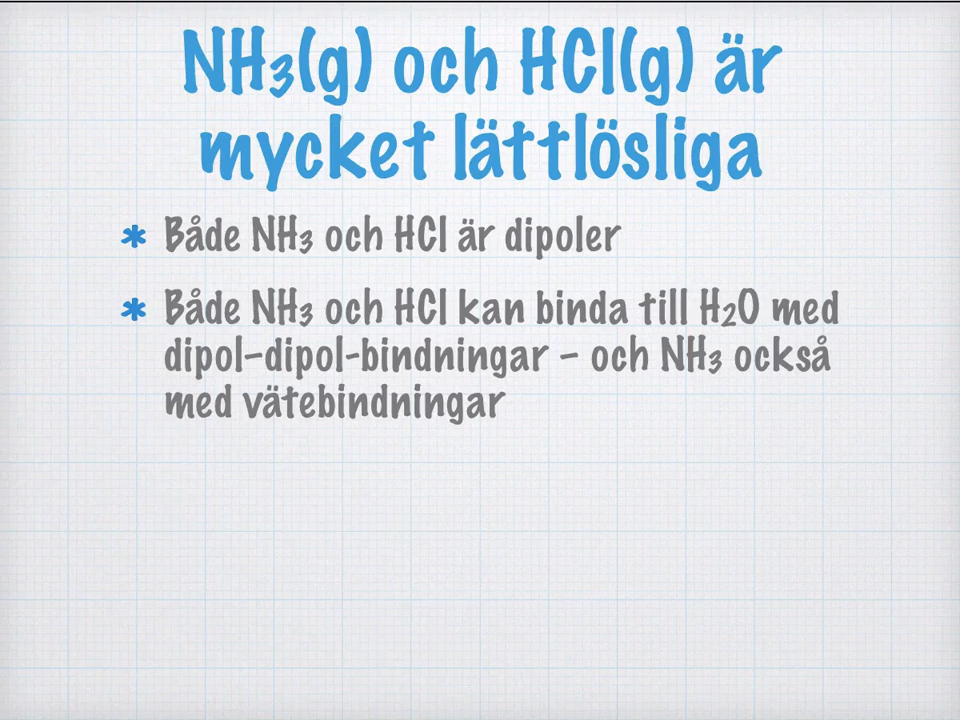 NH₃(g) och HCl(g) är
mycket lättlösliga
* Både NH₃ och HCl är dipoler
* Både NH₃ och HCl kan binda till H₂O med
dipol–dipol-bindningar – och NH₃ också
med vätebindningar